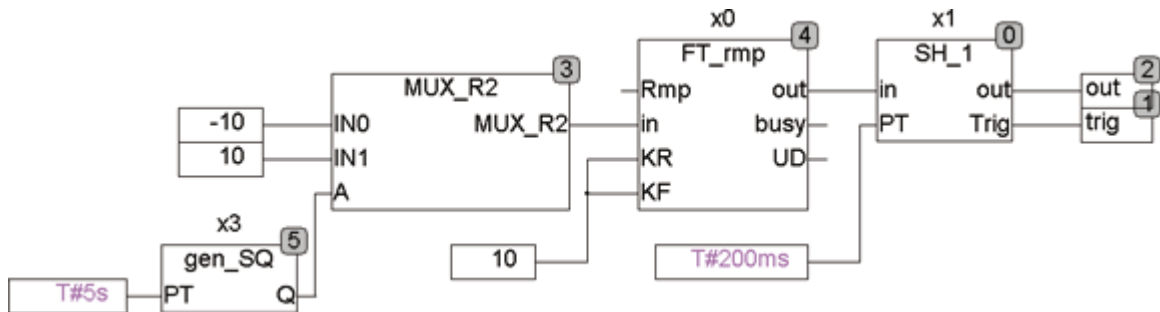 x0 x1
4 0
FT_rmp SH_1
3 2
MUX_R2
Rmp out in out out
1
-10 IN0 MUX_R2 in busy PT Trig trig
10 IN1 KR UD
A KF
x3
5
gen_SQ 10 T#200ms
T#5s PT Q